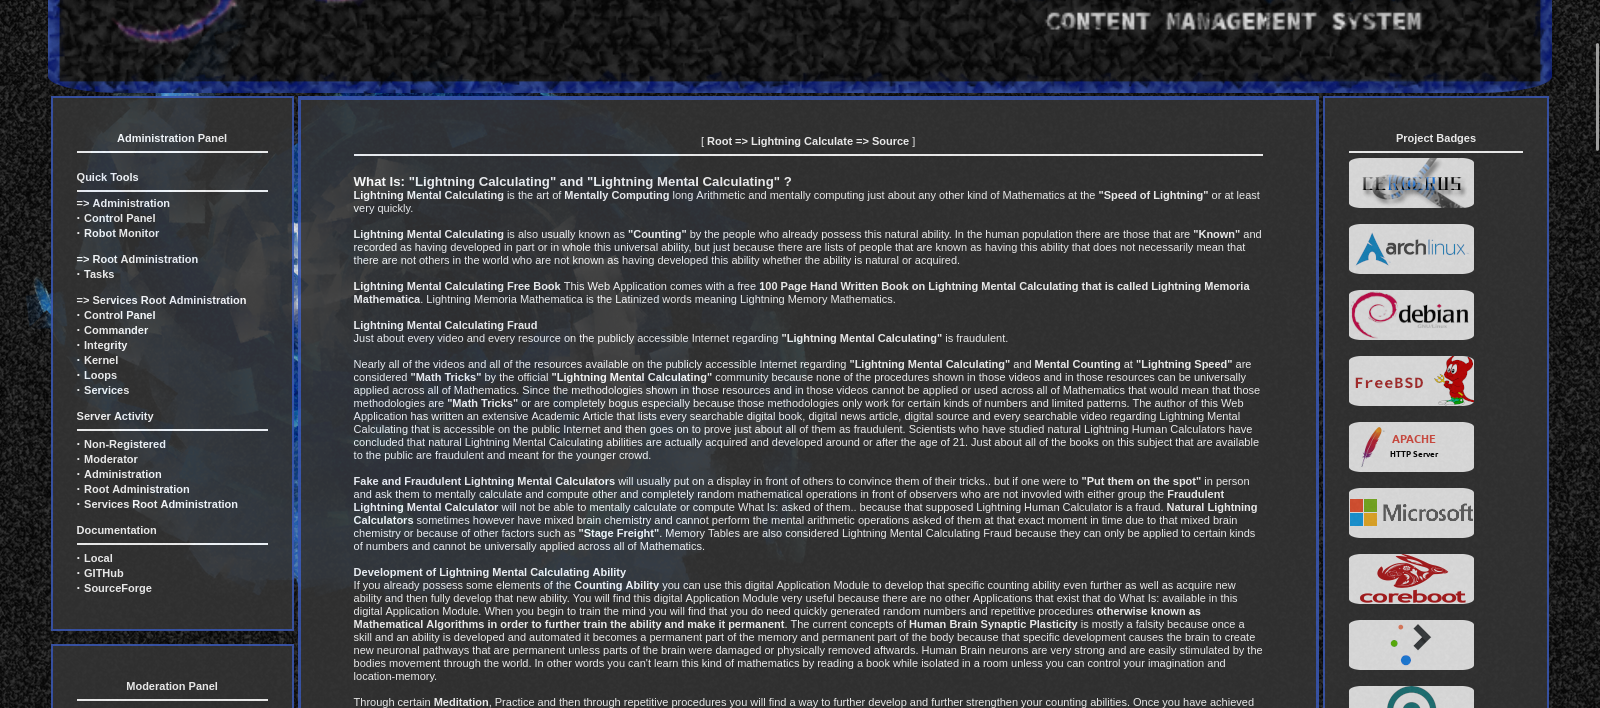 CONTENT MANAGEMENT SYSTEM
Administration Panel
Quick Tools
=> Administration
· Control Panel
· Robot Monitor
=> Root Administration
· Tasks
=> Services Root Administration
· Control Panel
· Commander
· Integrity
· Kernel
· Loops
· Services
Server Activity
· Non-Registered
· Moderator
· Administration
· Root Administration
· Services Root Administration
Documentation
· Local
· GITHub
· SourceForge
Moderation Panel
[ Root => Lightning Calculate => Source ]
What Is: "Lightning Calculating" and "Lightning Mental Calculating" ?
Lightning Mental Calculating is the art of Mentally Computing long Arithmetic and mentally computing just about any other kind of Mathematics at the "Speed of Lightning" or at least
very quickly.
Lightning Mental Calculating is also usually known as "Counting" by the people who already possess this natural ability. In the human population there are those that are "Known" and
recorded as having developed in part or in whole this universal ability, but just because there are lists of people that are known as having this ability that does not necessarily mean that
there are not others in the world who are not known as having developed this ability whether the ability is natural or acquired.
Lightning Mental Calculating Free Book This Web Application comes with a free 100 Page Hand Written Book on Lightning Mental Calculating that is called Lightning Memoria
Mathematica. Lightning Memoria Mathematica is the Latinized words meaning Lightning Memory Mathematics.
Lightning Mental Calculating Fraud
Just about every video and every resource on the publicly accessible Internet regarding "Lightning Mental Calculating" is fraudulent.
Nearly all of the videos and all of the resources available on the publicly accessible Internet regarding "Lightning Mental Calculating" and Mental Counting at "Lightning Speed" are
considered "Math Tricks" by the official "Lightning Mental Calculating" community because none of the procedures shown in those videos and in those resources can be universally
applied across all of Mathematics. Since the methodologies shown in those resources and in those videos cannot be applied or used across all of Mathematics that would mean that those
methodologies are "Math Tricks" or are completely bogus especially because those methodologies only work for certain kinds of numbers and limited patterns. The author of this Web
Application has written an extensive Academic Article that lists every searchable digital book, digital news article, digital source and every searchable video regarding Lightning Mental
Calculating that is accessible on the public Internet and then goes on to prove just about all of them as fraudulent. Scientists who have studied natural Lightning Human Calculators have
concluded that natural Lightning Mental Calculating abilities are actually acquired and developed around or after the age of 21. Just about all of the books on this subject that are available
to the public are fraudulent and meant for the younger crowd.
Fake and Fraudulent Lightning Mental Calculators will usually put on a display in front of others to convince them of their tricks.. but if one were to "Put them on the spot" in person
and ask them to mentally calculate and compute other and completely random mathematical operations in front of observers who are not invovled with either group the Fraudulent
Lightning Mental Calculator will not be able to mentally calculate or compute What Is: asked of them.. because that supposed Lightning Human Calculator is a fraud. Natural Lightning
Calculators sometimes however have mixed brain chemistry and cannot perform the mental arithmetic operations asked of them at that exact moment in time due to that mixed brain
chemistry or because of other factors such as "Stage Freight". Memory Tables are also considered Lightning Mental Calculating Fraud because they can only be applied to certain kinds
of numbers and cannot be universally applied across all of Mathematics.
Development of Lightning Mental Calculating Ability
If you already possess some elements of the Counting Ability you can use this digital Application Module to develop that specific counting ability even further as well as acquire new
ability and then fully develop that new ability. You will find this digital Application Module very useful because there are no other Applications that exist that do What Is: available in this
digital Application Module. When you begin to train the mind you will find that you do need quickly generated random numbers and repetitive procedures otherwise known as
Mathematical Algorithms in order to further train the ability and make it permanent. The current concepts of Human Brain Synaptic Plasticity is mostly a falsity because once a
skill and an ability is developed and automated it becomes a permanent part of the memory and permanent part of the body because that specific development causes the brain to create
new neuronal pathways that are permanent unless parts of the brain were damaged or physically removed aftwards. Human Brain neurons are very strong and are easily stimulated by the
bodies movement through the world. In other words you can't learn this kind of mathematics by reading a book while isolated in a room unless you can control your imagination and
location-memory.
Through certain Meditation, Practice and then through repetitive procedures you will find a way to further develop and further strengthen your counting abilities. Once you have achieved
Project Badges
CERBERUS
archlinux
debian
FreeBSD
APACHE
HTTP Server
Microsoft
coreboot